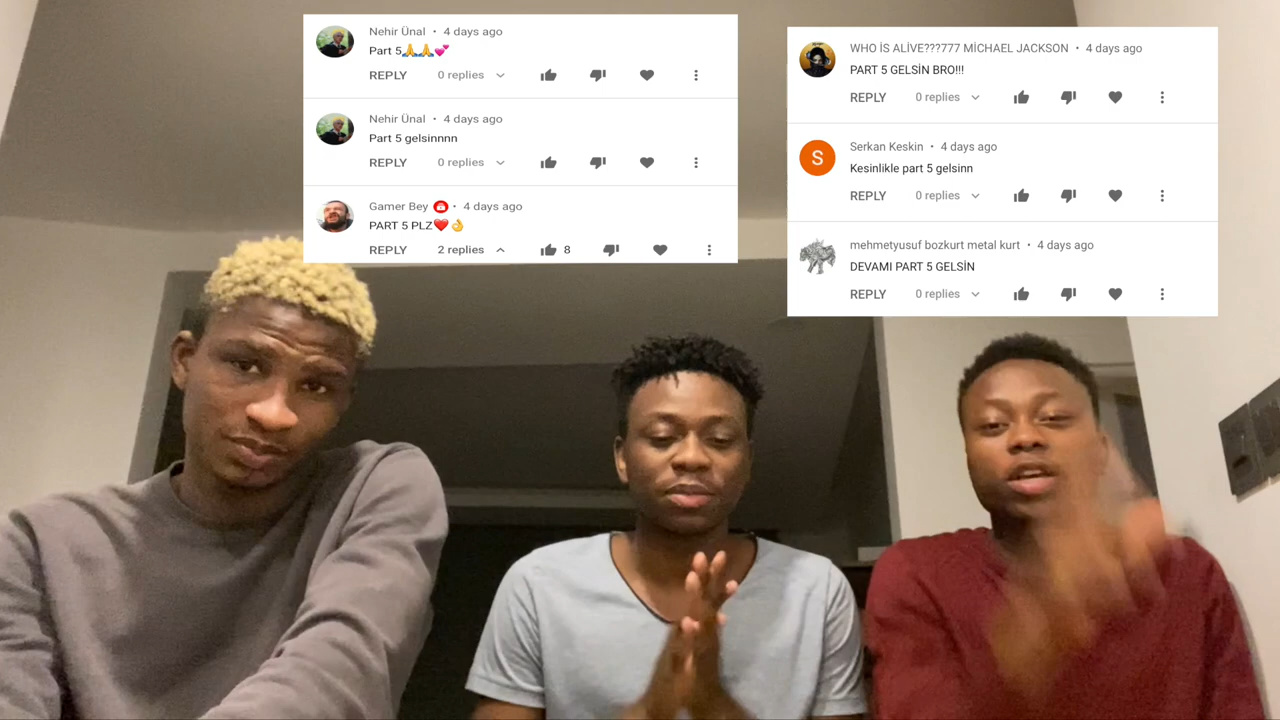 Nehir Ünal • 4 days ago
Part 5🙏🙏💕
REPLY 0 replies
Nehir Ünal • 4 days ago
Part 5 gelsinnnn
REPLY 0 replies
Gamer Bey • 4 days ago
PART 5 PLZ❤️👌
REPLY 2 replies 8
WHO İS ALİVE???777 MİCHAEL JACKSON • 4 days ago
PART 5 GELSİN BRO!!!
REPLY 0 replies
S
Serkan Keskin • 4 days ago
Kesinlikle part 5 gelsinn
REPLY 0 replies
mehmetyusuf bozkurt metal kurt • 4 days ago
DEVAMI PART 5 GELSİN
REPLY 0 replies